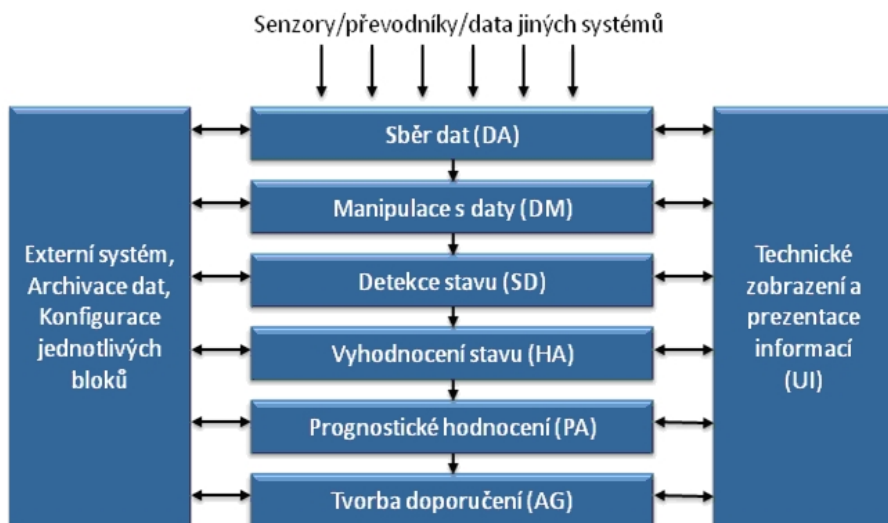 Senzory/převodníky/data jiných systémů
Sběr dat (DA)
Manipulace s daty (DM)
Detekce stavu (SD)
Vyhodnocení stavu (HA)
Prognostické hodnocení (PA)
Tvorba doporučení (AG)
Externí systém,
Archivace dat,
Konfigurace
jednotlivých
bloků
Technické
zobrazení a
prezentace
informací
(UI)